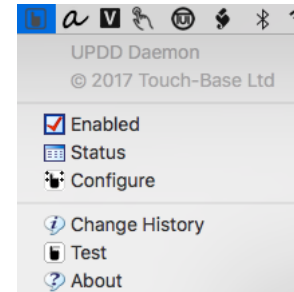 UPDD Daemon
© 2017 Touch-Base Ltd
Enabled
Status
Configure
Change History
Test
About